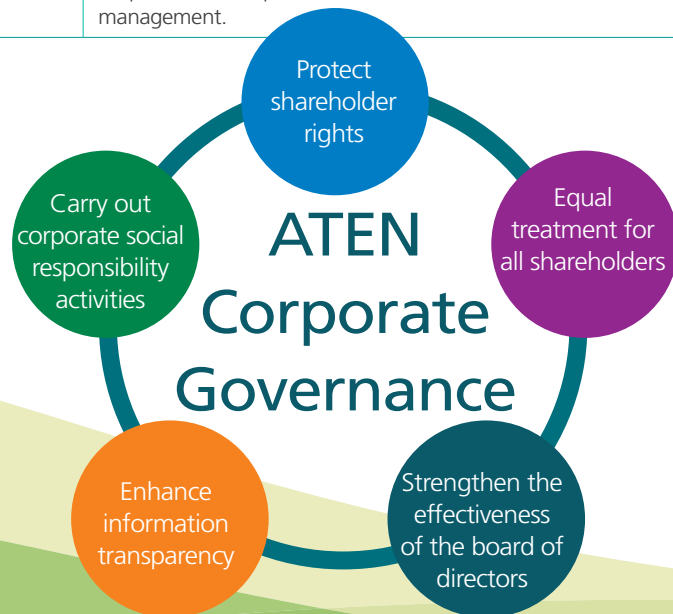 management.
Protect
shareholder
rights
Equal
treatment for
all shareholders
Strengthen the
effectiveness
of the board of
directors
Enhance
information
transparency
Carry out
corporate social
responsibility
activities
ATEN
Corporate
Governance